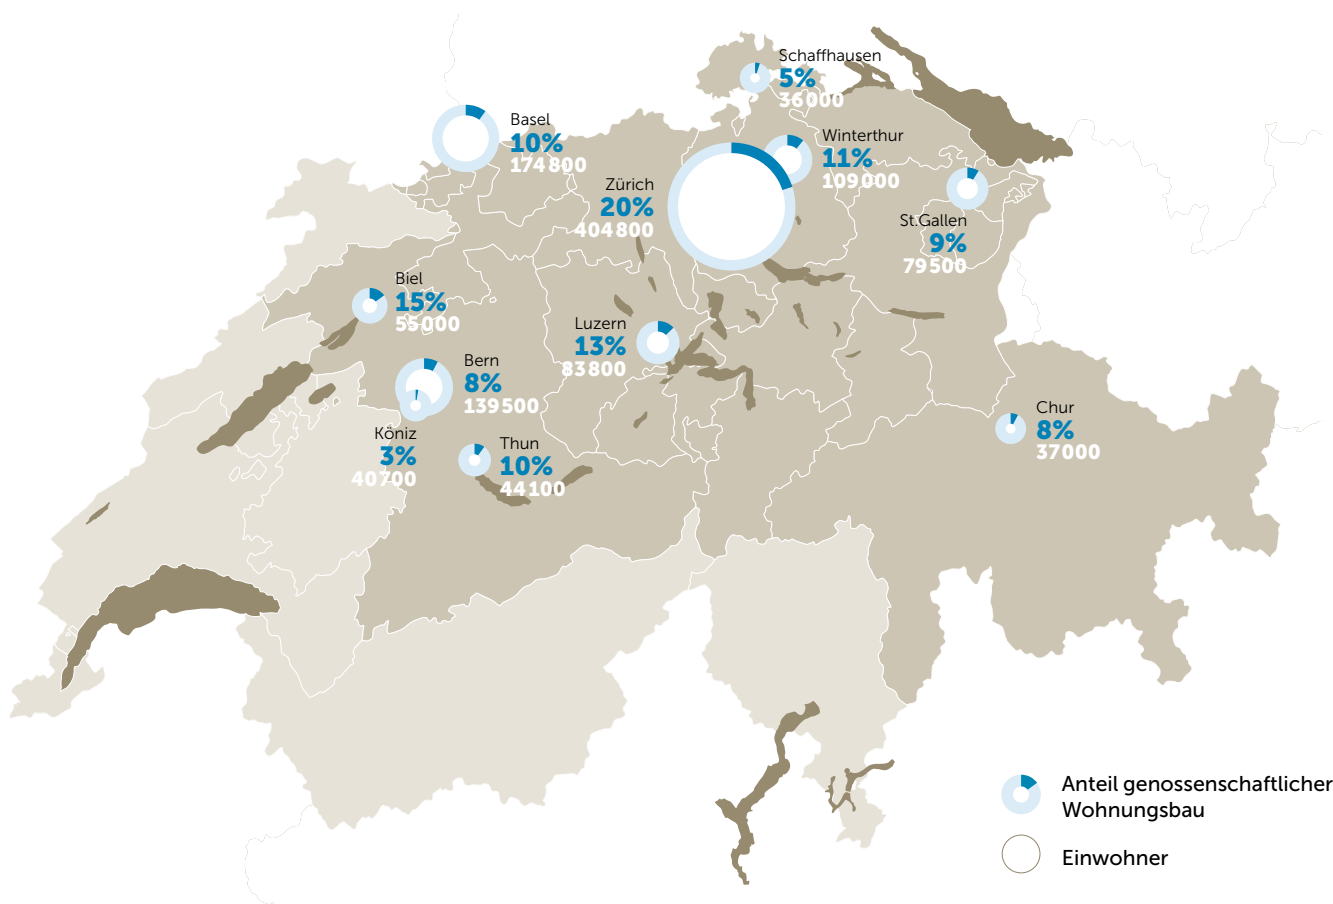 Schaffhausen
5%
36000
Basel
10%
174800
Winterthur
11%
109000
Zürich
20%
404800
St.Gallen
9%
79500
Biel
15%
55000
Luzern
13%
83800
Bern
8%
139500
Köniz
3%
40700
Thun
10%
44100
Chur
8%
37000
Anteil genossenschaftlicher
Wohnungsbau
Einwohner